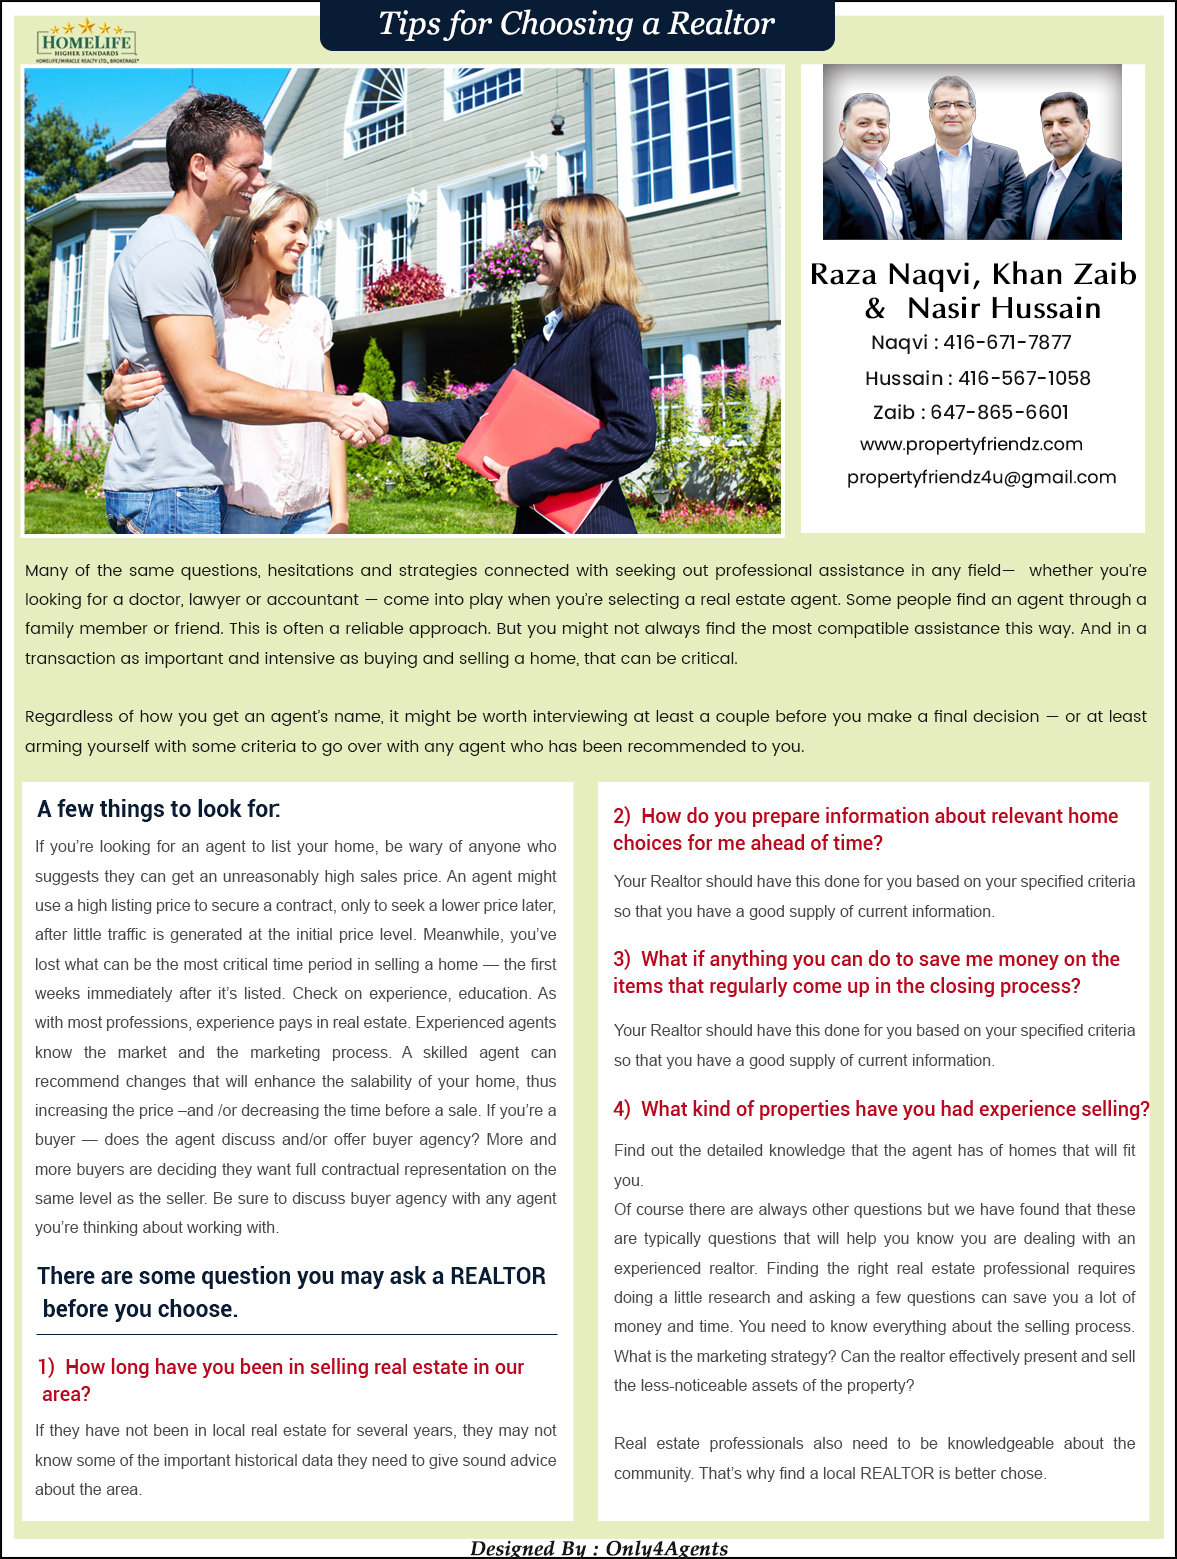 Tips for Choosing a Realtor
HOMELIFE
HIGHER STANDARDS
HOMELIFE/MIRACLE REALTY LTD., BROKERAGE*
Raza Naqvi, Khan Zaib
& Nasir Hussain
Naqvi : 416-671-7877
Hussain : 416-567-1058
Zaib : 647-865-6601
www.propertyfriendz.com
propertyfriendz4u@gmail.com
Many of the same questions, hesitations and strategies connected with seeking out professional assistance in any field— whether you're
looking for a doctor, lawyer or accountant — come into play when you're selecting a real estate agent. Some people find an agent through a
family member or friend. This is often a reliable approach. But you might not always find the most compatible assistance this way. And in a
transaction as important and intensive as buying and selling a home, that can be critical.
Regardless of how you get an agent's name, it might be worth interviewing at least a couple before you make a final decision — or at least
arming yourself with some criteria to go over with any agent who has been recommended to you.
A few things to look for:
If you're looking for an agent to list your home, be wary of anyone who
suggests they can get an unreasonably high sales price. An agent might
use a high listing price to secure a contract, only to seek a lower price later,
after little traffic is generated at the initial price level. Meanwhile, you've
lost what can be the most critical time period in selling a home — the first
weeks immediately after it's listed. Check on experience, education. As
with most professions, experience pays in real estate. Experienced agents
know the market and the marketing process. A skilled agent can
recommend changes that will enhance the salability of your home, thus
increasing the price –and /or decreasing the time before a sale. If you're a
buyer — does the agent discuss and/or offer buyer agency? More and
more buyers are deciding they want full contractual representation on the
same level as the seller. Be sure to discuss buyer agency with any agent
you're thinking about working with.
There are some question you may ask a REALTOR
before you choose.
1) How long have you been in selling real estate in our
area?
If they have not been in local real estate for several years, they may not
know some of the important historical data they need to give sound advice
about the area.
2) How do you prepare information about relevant home
choices for me ahead of time?
Your Realtor should have this done for you based on your specified criteria
so that you have a good supply of current information.
3) What if anything you can do to save me money on the
items that regularly come up in the closing process?
Your Realtor should have this done for you based on your specified criteria
so that you have a good supply of current information.
4) What kind of properties have you had experience selling?
Find out the detailed knowledge that the agent has of homes that will fit
you.
Of course there are always other questions but we have found that these
are typically questions that will help you know you are dealing with an
experienced realtor. Finding the right real estate professional requires
doing a little research and asking a few questions can save you a lot of
money and time. You need to know everything about the selling process.
What is the marketing strategy? Can the realtor effectively present and sell
the less-noticeable assets of the property?
Real estate professionals also need to be knowledgeable about the
community. That's why find a local REALTOR is better chose.
Designed By : Only4Agents